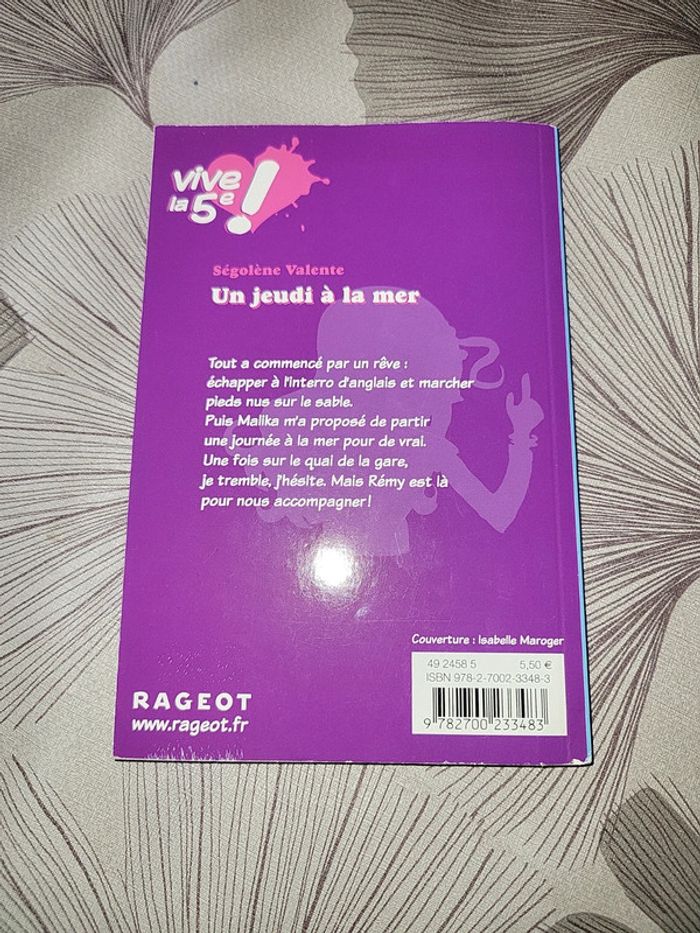 vive
la 5e!
Ségolène Valente
Un jeudi à la mer
Tout a commencé par un rêve :
échapper à l'interro d'anglais et marcher
pieds nus sur le sable.
Puis Malika m'a proposé de partir
une journée à la mer pour de vrai.
Une fois sur le quai de la gare,
je tremble, j'hésite. Mais Rémy est là
pour nous accompagner !
Couverture : Isabelle Maroger
49 2458 5 5,50 €
ISBN 978-2-7002-3348-3
9 782700 233483
RAGEOT
www.rageot.fr